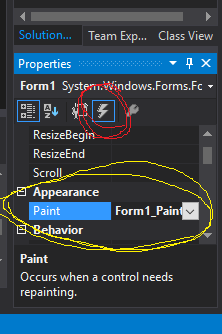 Solution... Team Exp... Class View
Properties
Form1 System.Windows.Forms.Fc
ResizeBegin
ResizeEnd
Scroll
Appearance
Paint Form1_Paint
Behavior
Paint
Occurs when a control needs
repainting.